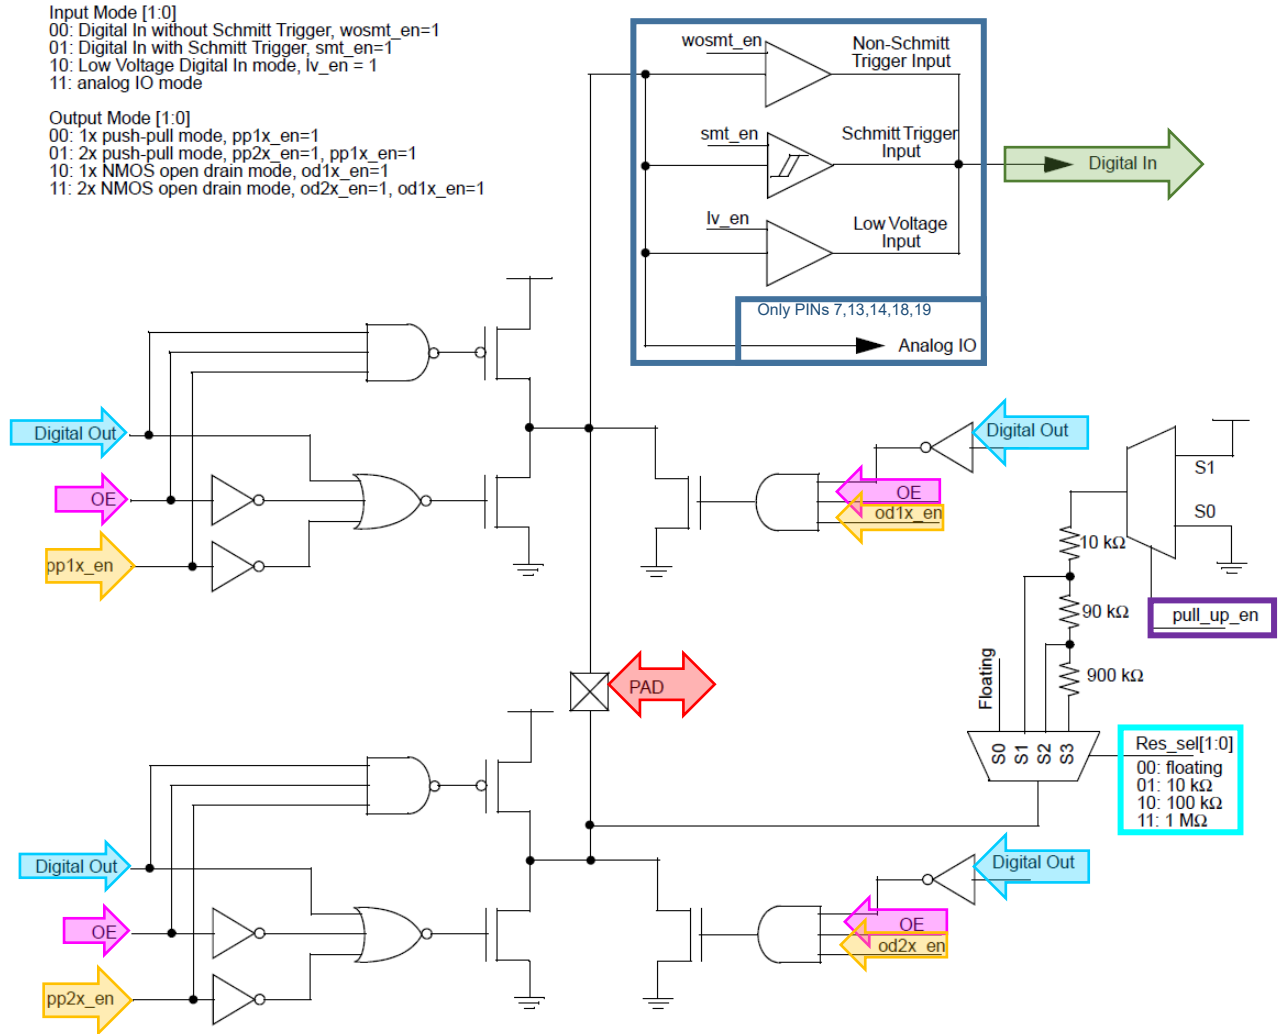 Input Mode [1:0]
00: Digital In without Schmitt Trigger, wosmt_en=1
01: Digital In with Schmitt Trigger, smt_en=1
10: Low Voltage Digital In mode, lv_en = 1
11: analog IO mode
Output Mode [1:0]
00: 1x push-pull mode, pp1x_en=1
01: 2x push-pull mode, pp2x_en=1, pp1x_en=1
10: 1x NMOS open drain mode, od1x_en=1
11: 2x NMOS open drain mode, od2x_en=1, od1x_en=1
wosmt_en
Non-Schmitt
Trigger Input
smt_en
Schmitt Trigger
Input
Digital In
lv_en
Low Voltage
Input
Only PINs 7,13,14,18,19
Analog IO
Digital Out
OE
pp1x_en
Digital Out
OE
od1x_en
S1
S0
10 kΩ
90 kΩ
pull_up_en
900 kΩ
Floating
PAD
S0
S1
S2
S3
Res_sel[1:0]
00: floating
01: 10 kΩ
10: 100 kΩ
11: 1 MΩ
Digital Out
OE
pp2x_en
Digital Out
OE
od2x_en